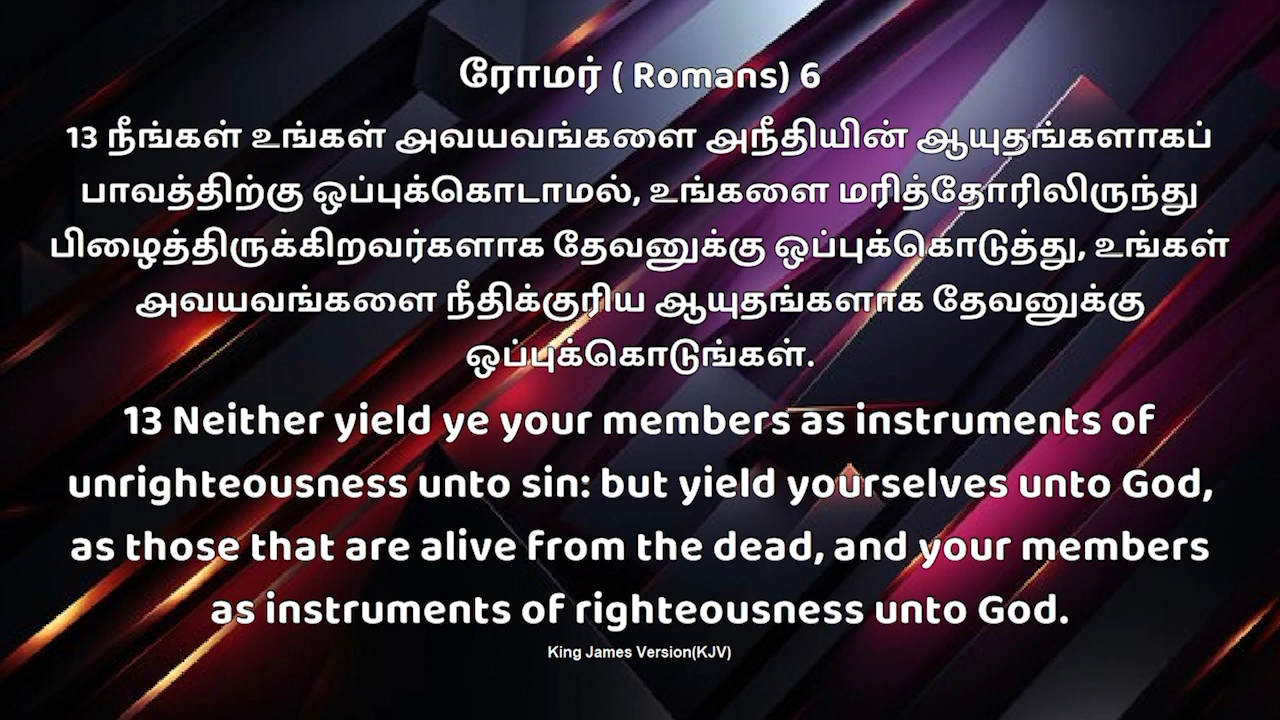 ரோமர் ( Romans) 6
13 நீங்கள் உங்கள் அவயவங்களை அநீதியின் ஆயுதங்களாகப்
பாவத்திற்கு ஒப்புக்கொடாமல், உங்களை மரித்தோரிலிருந்து
பிழைத்திருக்கிறவர்களாக தேவனுக்கு ஒப்புக்கொடுத்து, உங்கள்
அவயவங்களை நீதிக்குரிய ஆயுதங்களாக தேவனுக்கு
ஒப்புக்கொடுங்கள்.
13 Neither yield ye your members as instruments of
unrighteousness unto sin: but yield yourselves unto God,
as those that are alive from the dead, and your members
as instruments of righteousness unto God.
King James Version(KJV)